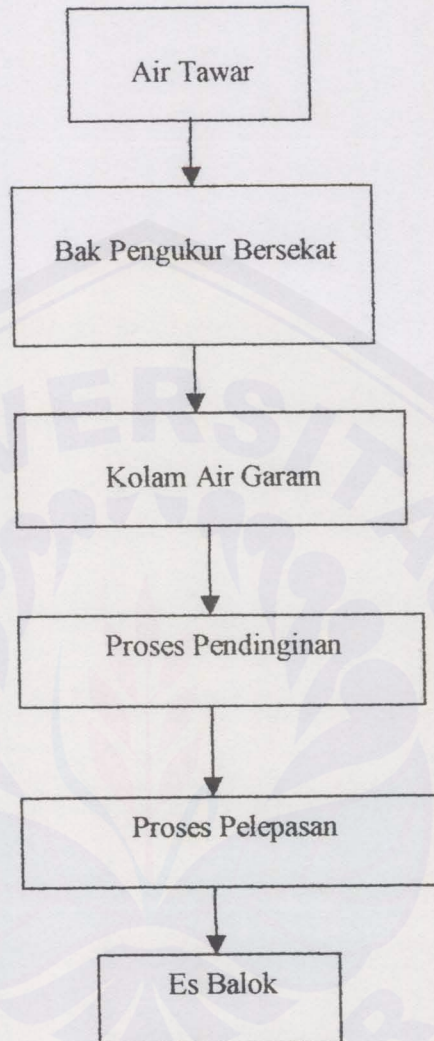 Air Tawar
Bak Pengukur Bersekat
Kolam Air Garam
Proses Pendinginan
Proses Pelepasan
Es Balok